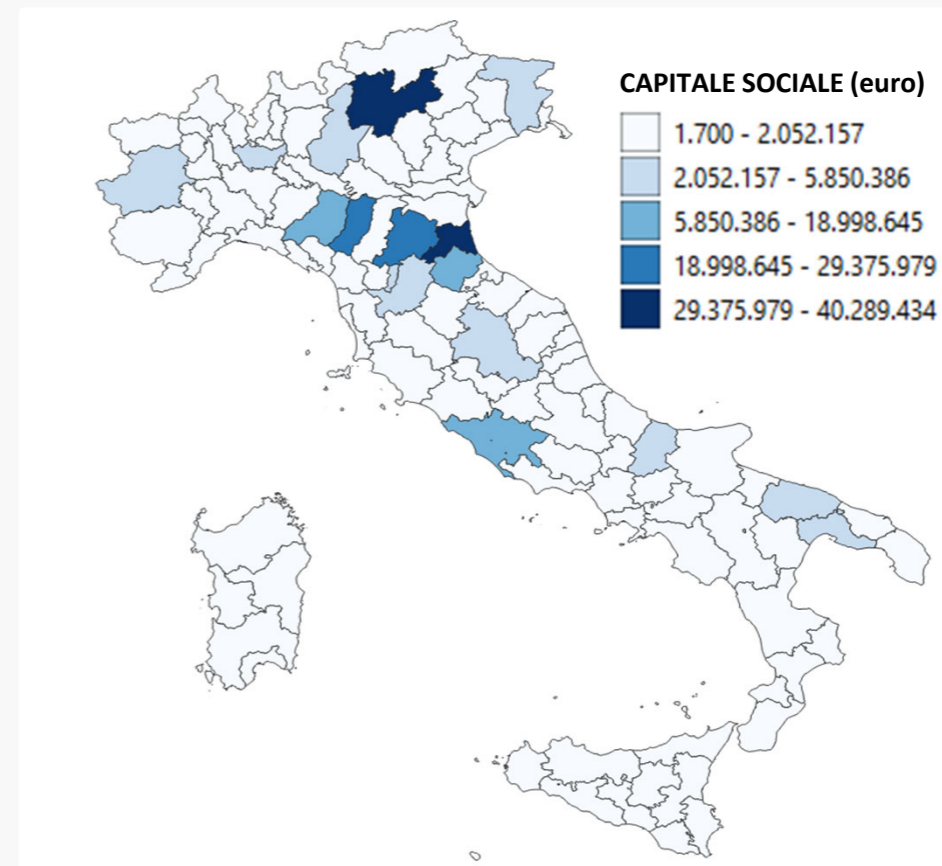 CAPITALE SOCIALE (euro)
1.700 - 2.052.157
2.052.157 - 5.850.386
5.850.386 - 18.998.645
18.998.645 - 29.375.979
29.375.979 - 40.289.434